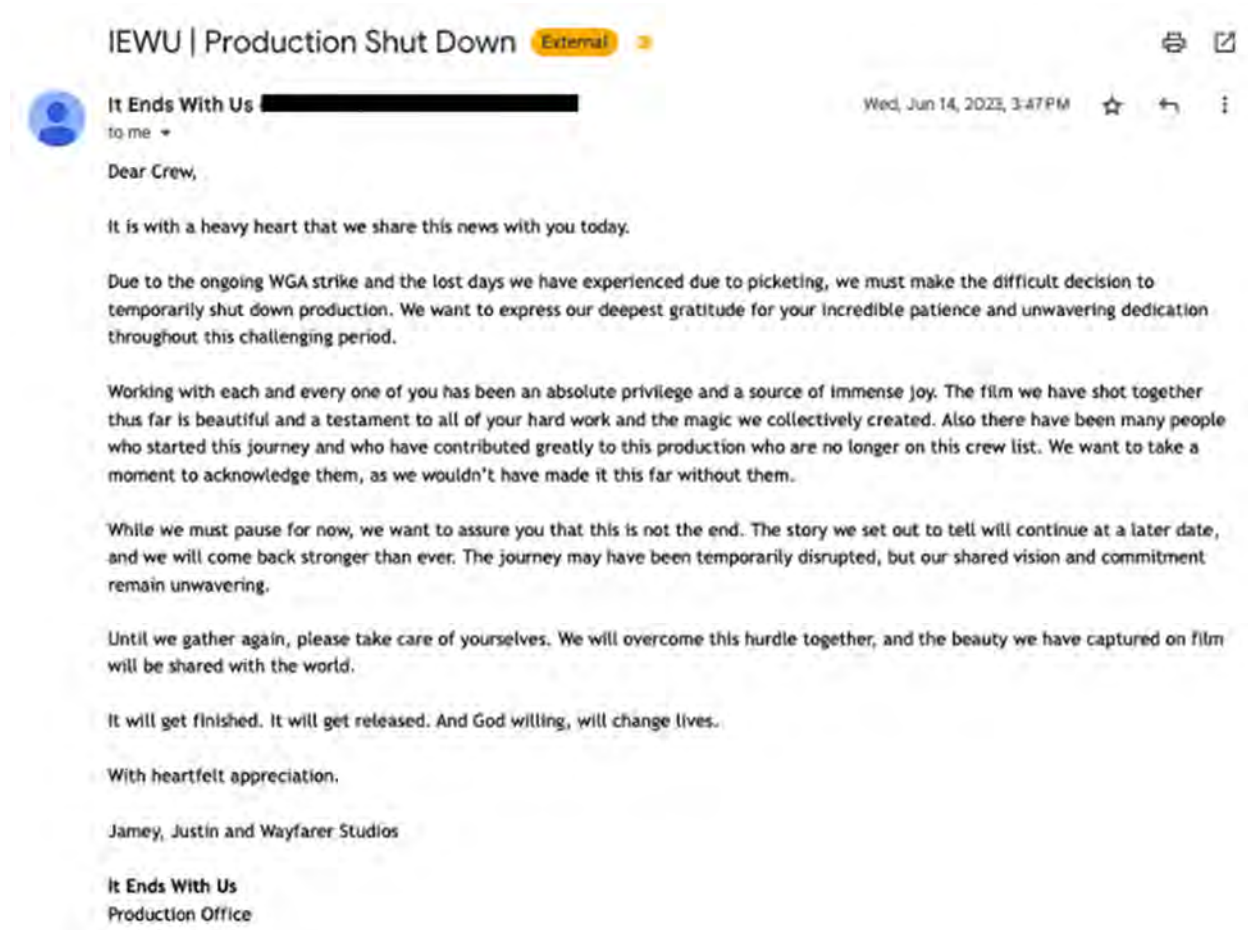 IEWU | Production Shut Down External
It Ends With Us
Wed, Jun 14, 2023, 3:47 PM
to me
Dear Crew,
It is with a heavy heart that we share this news with you today.
Due to the ongoing WGA strike and the lost days we have experienced due to picketing, we must make the difficult decision to
temporarily shut down production. We want to express our deepest gratitude for your incredible patience and unwavering dedication
throughout this challenging period.
Working with each and every one of you has been an absolute privilege and a source of immense joy. The film we have shot together
thus far is beautiful and a testament to all of your hard work and the magic we collectively created. Also there have been many people
who started this journey and who have contributed greatly to this production who are no longer on this crew list. We want to take a
moment to acknowledge them, as we wouldn't have made it this far without them.
While we must pause for now, we want to assure you that this is not the end. The story we set out to tell will continue at a later date,
and we will come back stronger than ever. The journey may have been temporarily disrupted, but our shared vision and commitment
remain unwavering.
Until we gather again, please take care of yourselves. We will overcome this hurdle together, and the beauty we have captured on film
will be shared with the world.
It will get finished. It will get released. And God willing, will change lives.
With heartfelt appreciation.
Jamey, Justin and Wayfarer Studios
It Ends With Us
Production Office